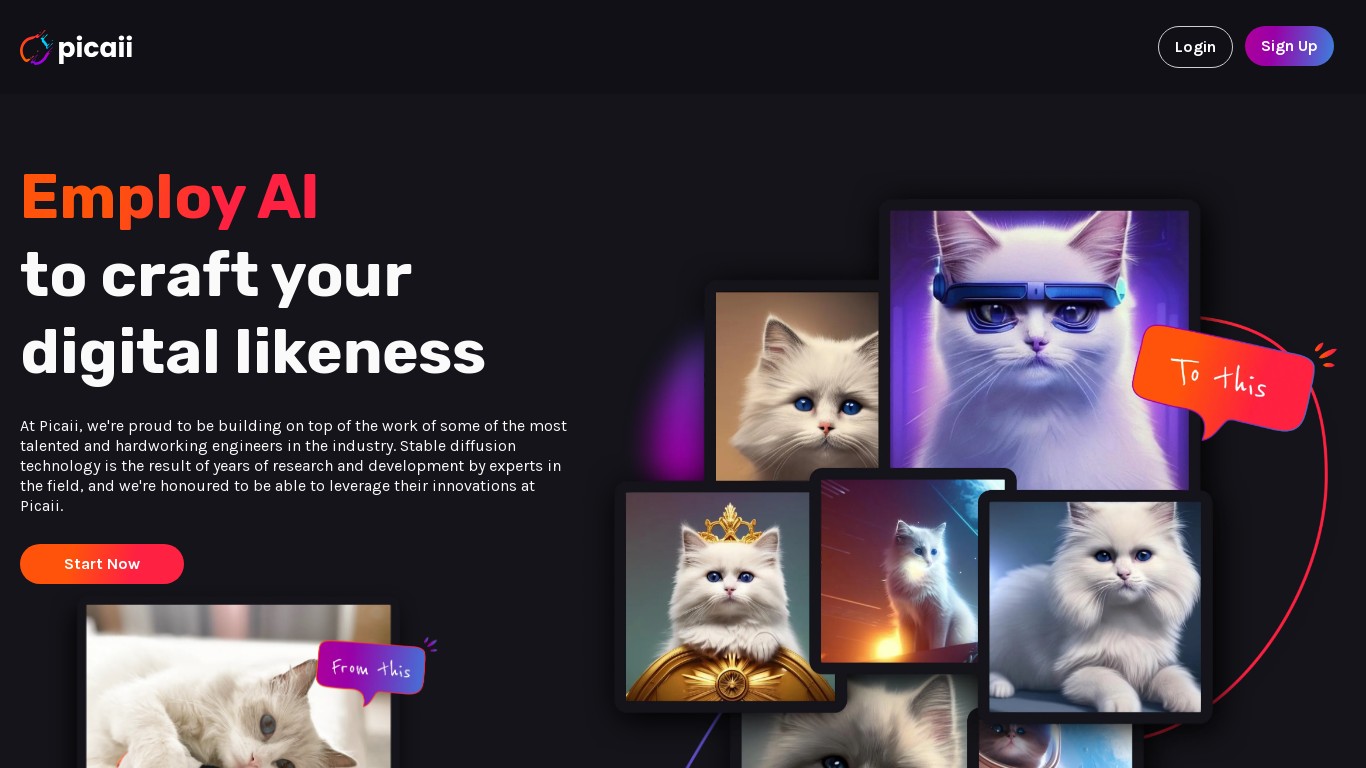 picaii
Login
Sign Up
Employ AI
to craft your
digital likeness
At Picaii, we're proud to be building on top of the work of some of the most
talented and hardworking engineers in the industry. Stable diffusion
technology is the result of years of research and development by experts in
the field, and we're honoured to be able to leverage their innovations at
Picaii.
Start Now
To this
From this